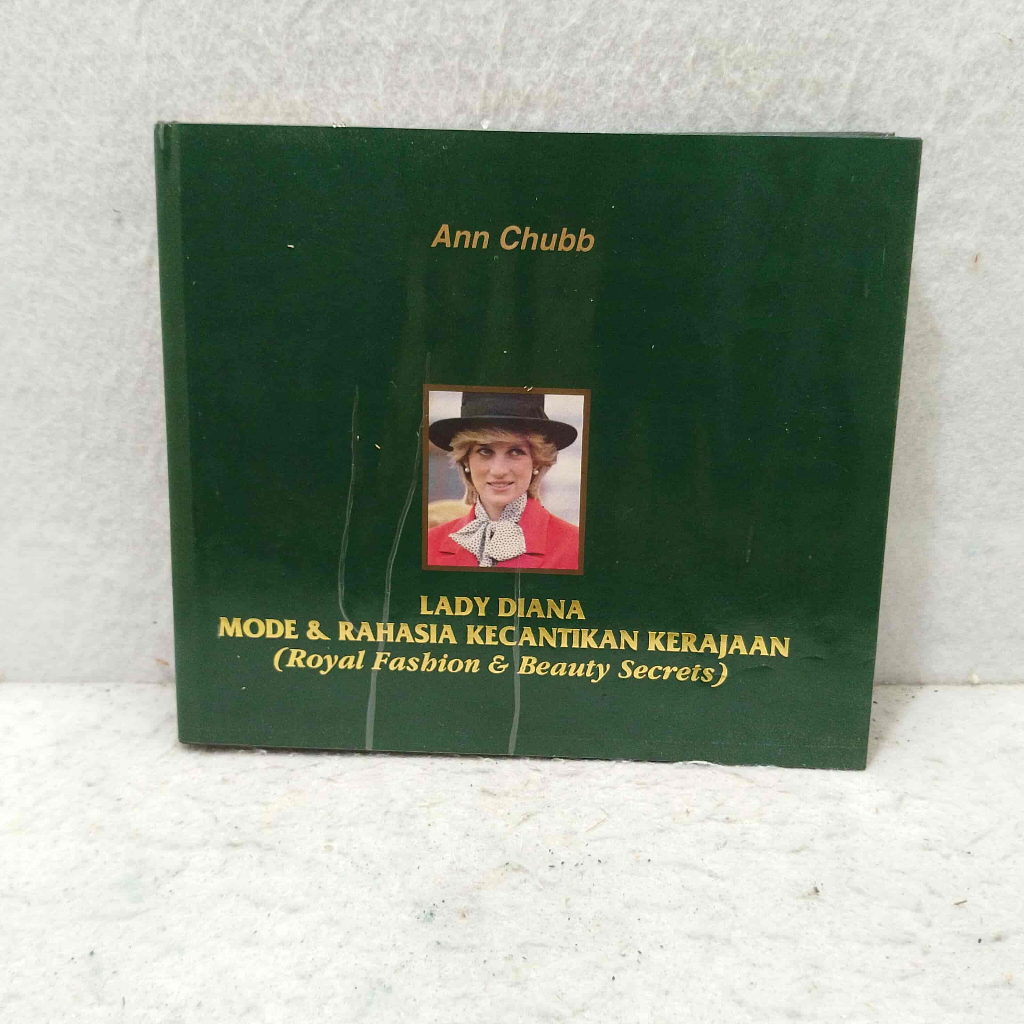 Ann Chubb
LADY DIANA
MODE & RAHASIA KECANTIKAN KERAJAAN
(Royal Fashion & Beauty Secrets)